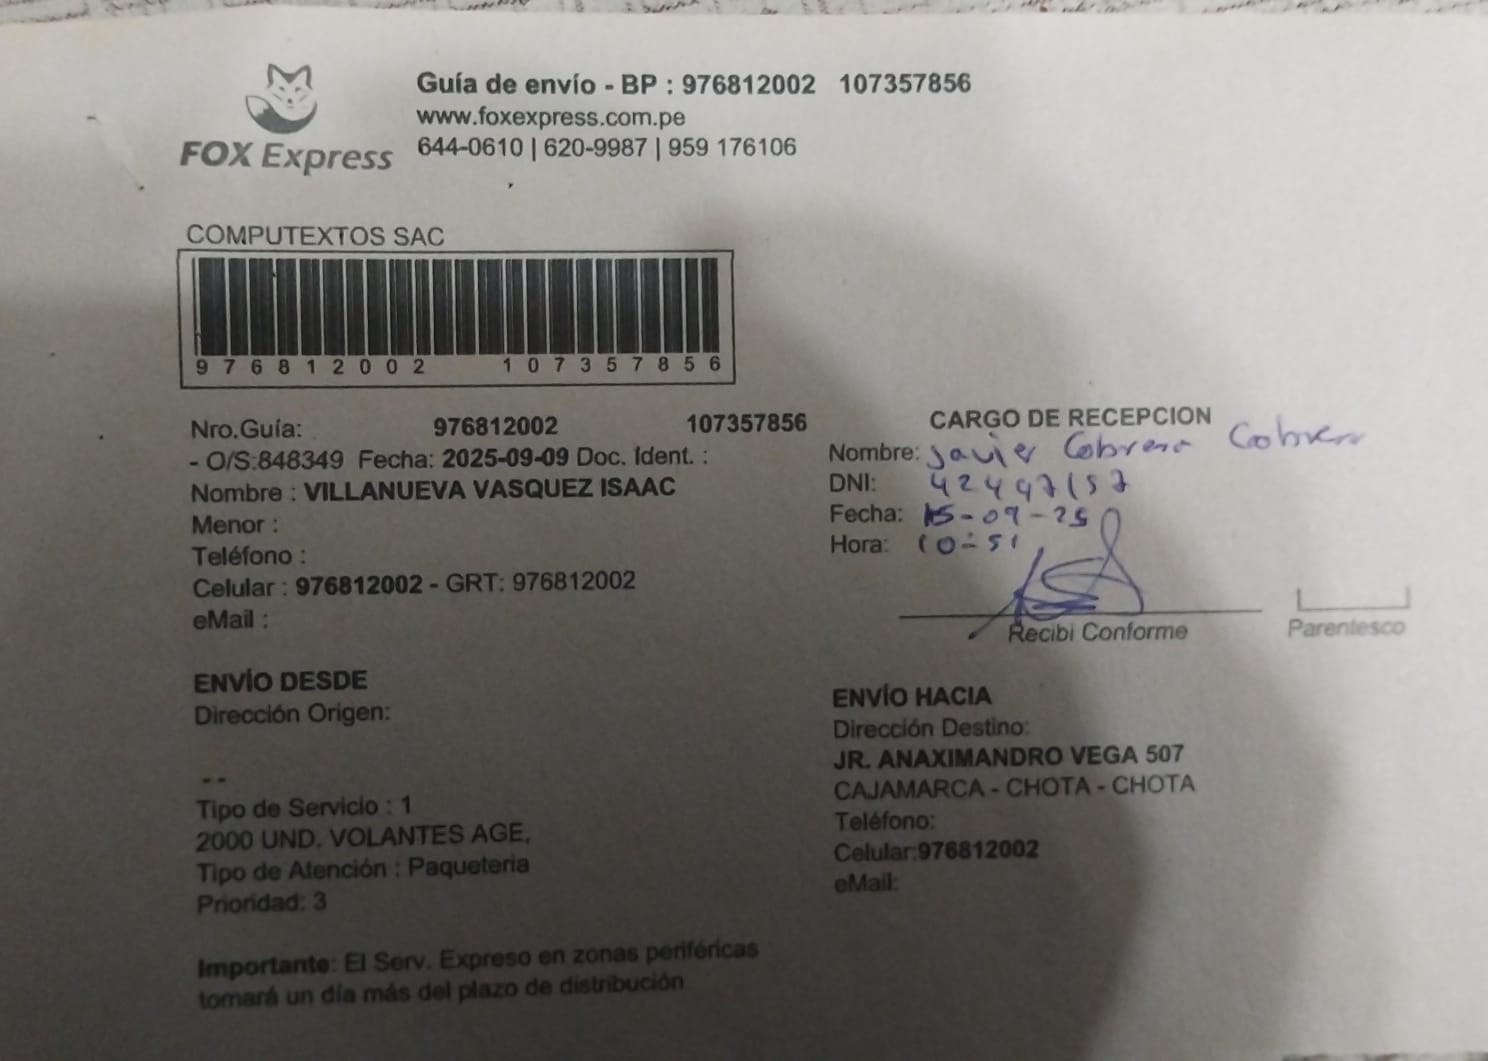 FOX Express
Guía de envío - BP : 976812002 107357856
www.foxexpress.com.pe
644-0610 | 620-9987 | 959 176106
COMPUTEXTOS SAC
976812002 107357856
Nro.Guía: 976812002 107357856
- O/S:848349 Fecha: 2025-09-09 Doc. Ident. :
Nombre : VILLANUEVA VASQUEZ ISAAC
Menor :
Teléfono :
Celular : 976812002 - GRT: 976812002
eMail :
CARGO DE RECEPCION
Nombre: Javier Cobrera Cobrera
DNI: 42497157
Fecha: 15-09-25
Hora: 10:51
Recibi Conforme
Parentesco
ENVÍO DESDE
Dirección Origen:
--
Tipo de Servicio : 1
2000 UND. VOLANTES AGE,
Tipo de Atención : Paqueteria
Prioridad: 3
ENVÍO HACIA
Dirección Destino:
JR. ANAXIMANDRO VEGA 507
CAJAMARCA - CHOTA - CHOTA
Teléfono:
Celular:976812002
eMail:
Importante: El Serv. Expreso en zonas periféricas
tomará un día más del plazo de distribución